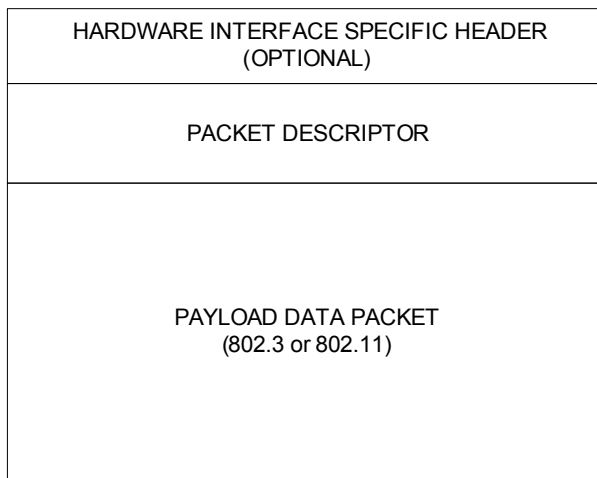 HARDWARE INTERFACE SPECIFIC HEADER
(OPTIONAL)
PACKET DESCRIPTOR
PAYLOAD DATA PACKET
(802.3 or 802.11)